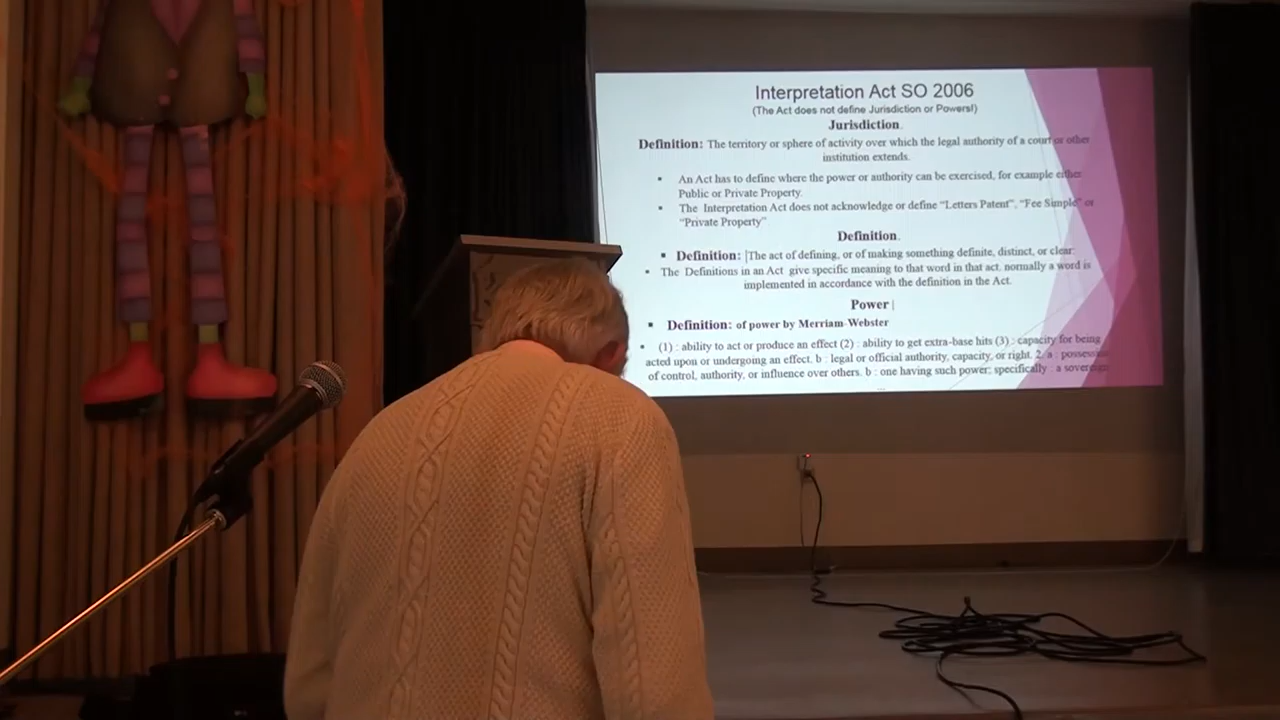 Interpretation Act SO 2006
(The Act does not define Jurisdiction or Powers!)
Jurisdiction.
Definition: The territory or sphere of activity over which the legal authority of a court or other
institution extends.
▪ An Act has to define where the power or authority can be exercised, for example either
Public or Private Property.
▪ The Interpretation Act does not acknowledge or define “Letters Patent”, “Fee Simple” or
“Private Property”
Definition.
▪ Definition: The act of defining, or of making something definite, distinct, or clear:
▪ The Definitions in an Act give specific meaning to that word in that act, normally a word is
implemented in accordance with the definition in the Act.
Power
▪ Definition: of power by Merriam-Webster
▪ (1) : ability to act or produce an effect (2) : ability to get extra-base hits (3) : capacity for being
acted upon or undergoing an effect. b : legal or official authority, capacity, or right. 2. a : possession
of control, authority, or influence over others. b : one having such power; specifically : a sovereign